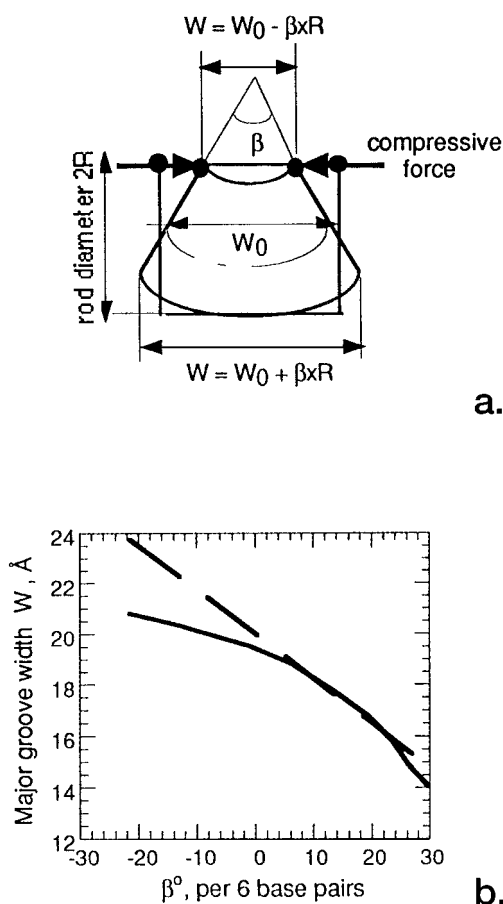 W = W0 - βxR
β
compressive
force
rod diameter 2R
W0
W = W0 + βxR
a.
24
22
20
18
16
14
12
Major groove width W , Å
-30 -20 -10 0 10 20 30
β°, per 6 base pairs
b.